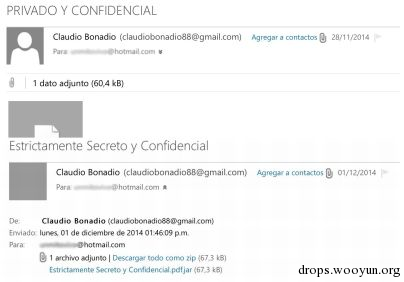 PRIVADO Y CONFIDENCIAL
Claudio Bonadio (claudiobonadio88@gmail.com) Agregar a contactos 28/11/2014
Para: @hotmail.com
1 dato adjunto (60,4 kB)
Estrictamente Secreto y Confidencial
Claudio Bonadio (claudiobonadio88@gmail.com) Agregar a contactos 01/12/2014
Para: @hotmail.com
De: Claudio Bonadio (claudiobonadio88@gmail.com)
Enviado: lunes, 01 de diciembre de 2014 01:46:09 p.m.
Para: @hotmail.com
1 archivo adjunto | Descargar todo como zip (67,3 kB)
Estrictamente Secreto y Confidencial.pdf.jar (67,3 kB)
drops.wooyun.org